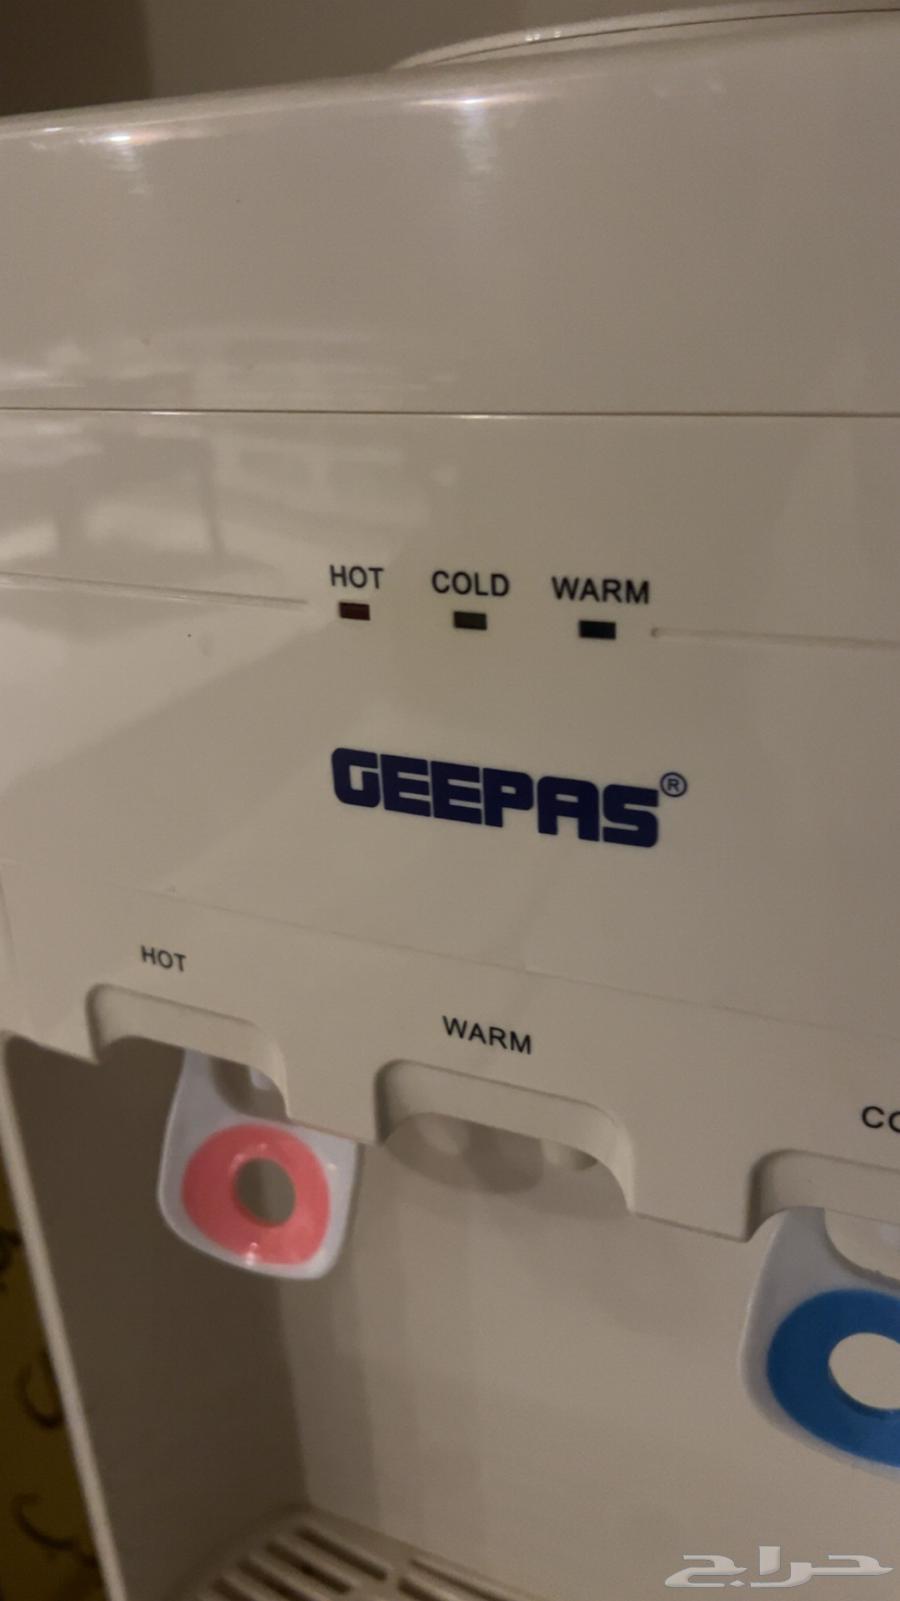 HOT COLD WARM
GEEPAS®
HOT
WARM
حراج